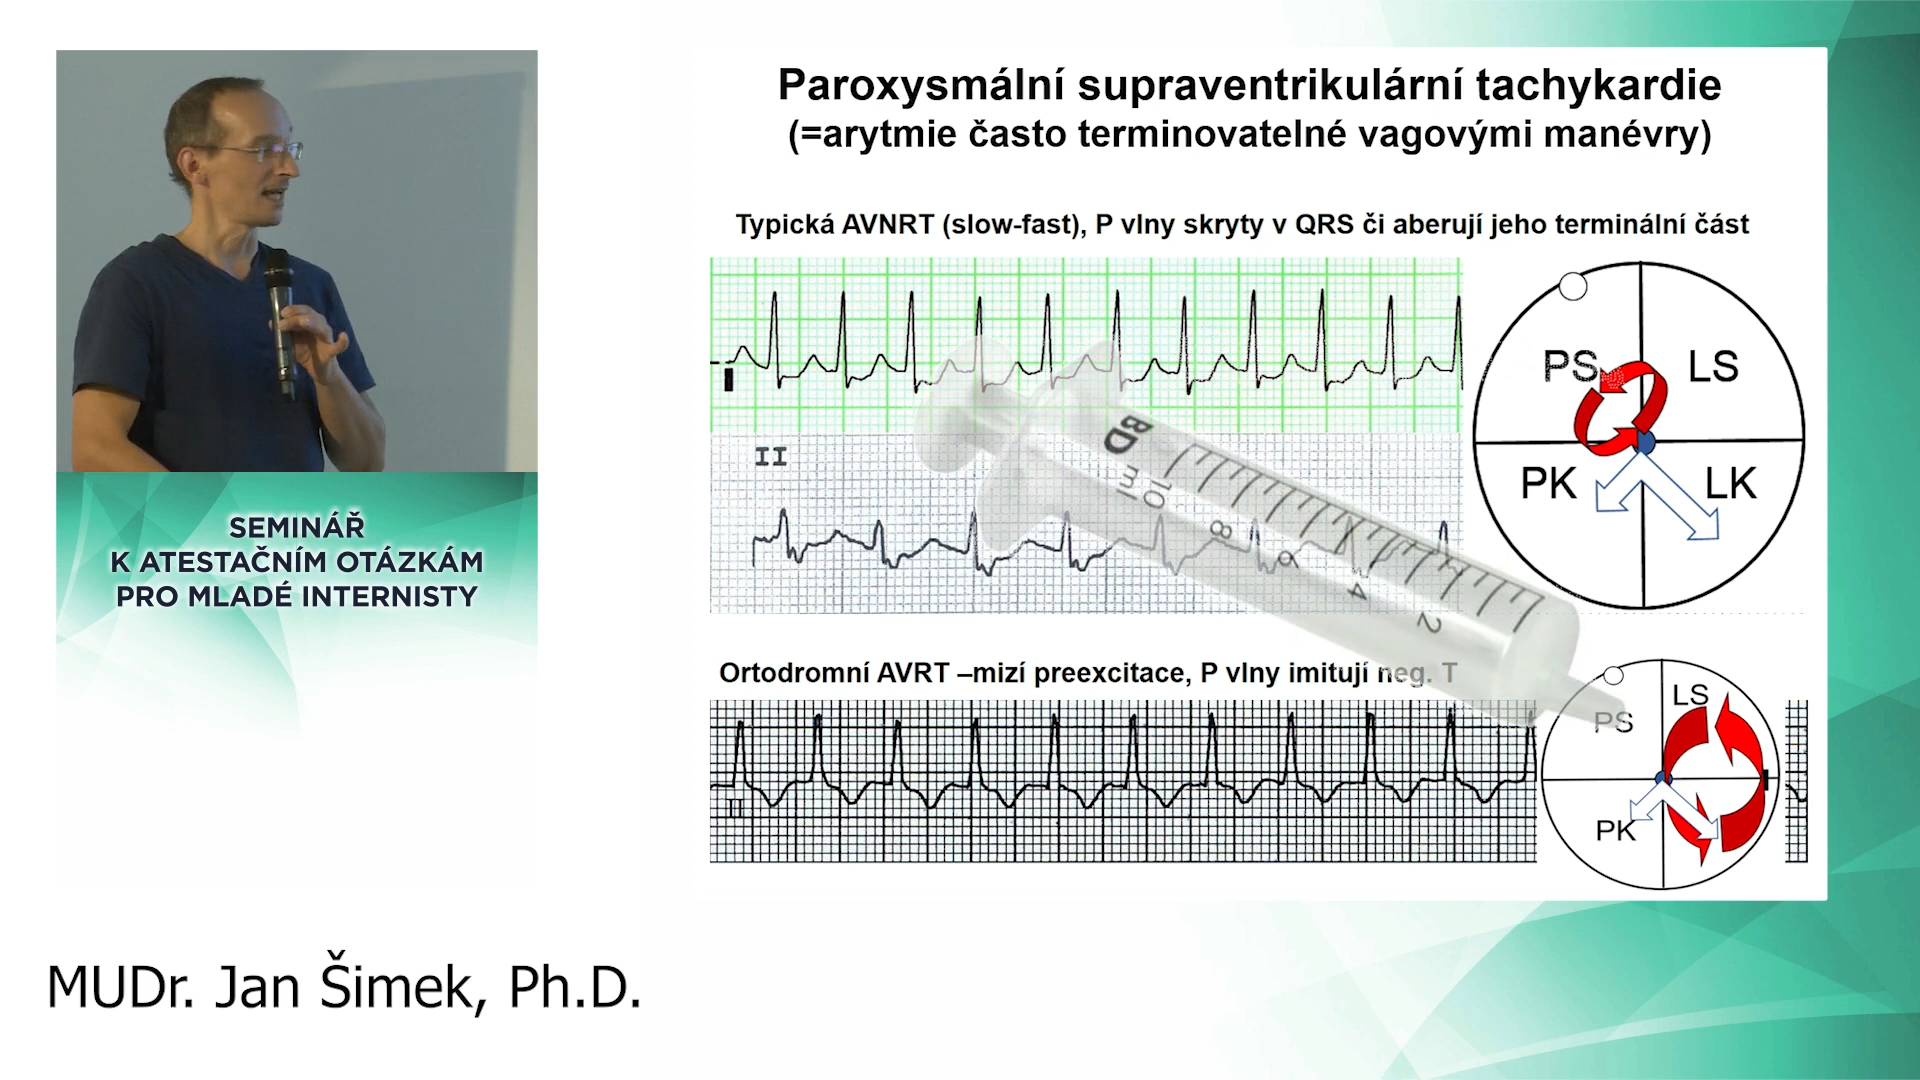 SEMINÁŘ
K ATESTAČNÍM OTÁZKÁM
PRO MLADÉ INTERNISTY
MUDr. Jan Šimek, Ph.D.
Paroxysmální supraventrikulární tachykardie
(=arytmie často terminovatelné vagovými manévry)
Typická AVNRT (slow-fast), P vlny skryty v QRS či aberují jeho terminální část
PS LS
PK LK
II
BD
ml 10 8 6 4 2
Ortodromní AVRT –mizí preexcitace, P vlny imitují neg. T
II
PS LS
PK